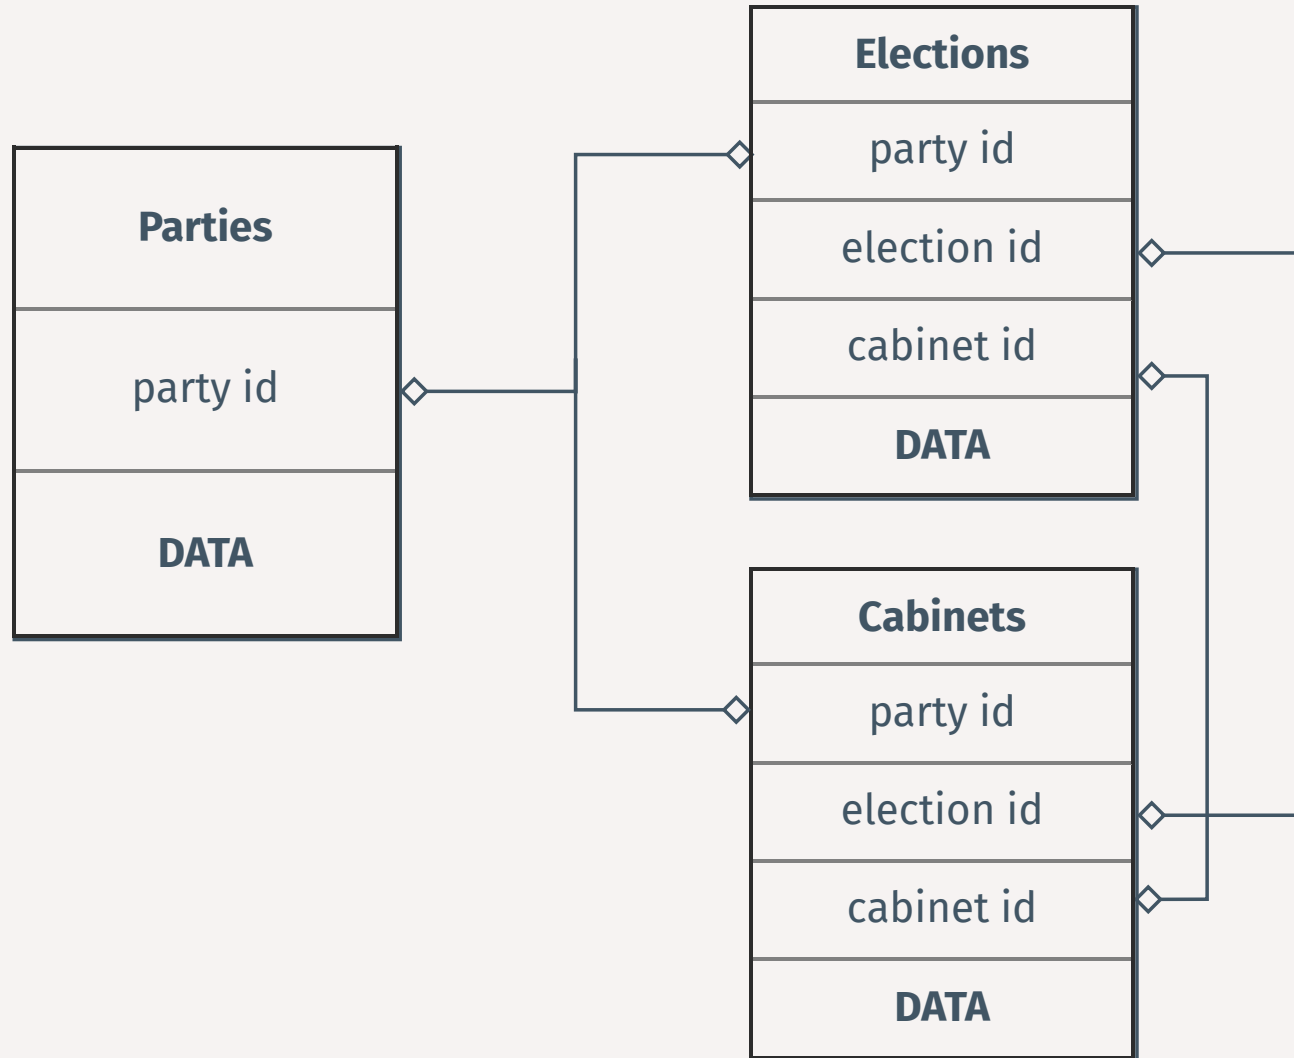 Parties
party id
DATA
Elections
party id
election id
cabinet id
DATA
Cabinets
party id
election id
cabinet id
DATA